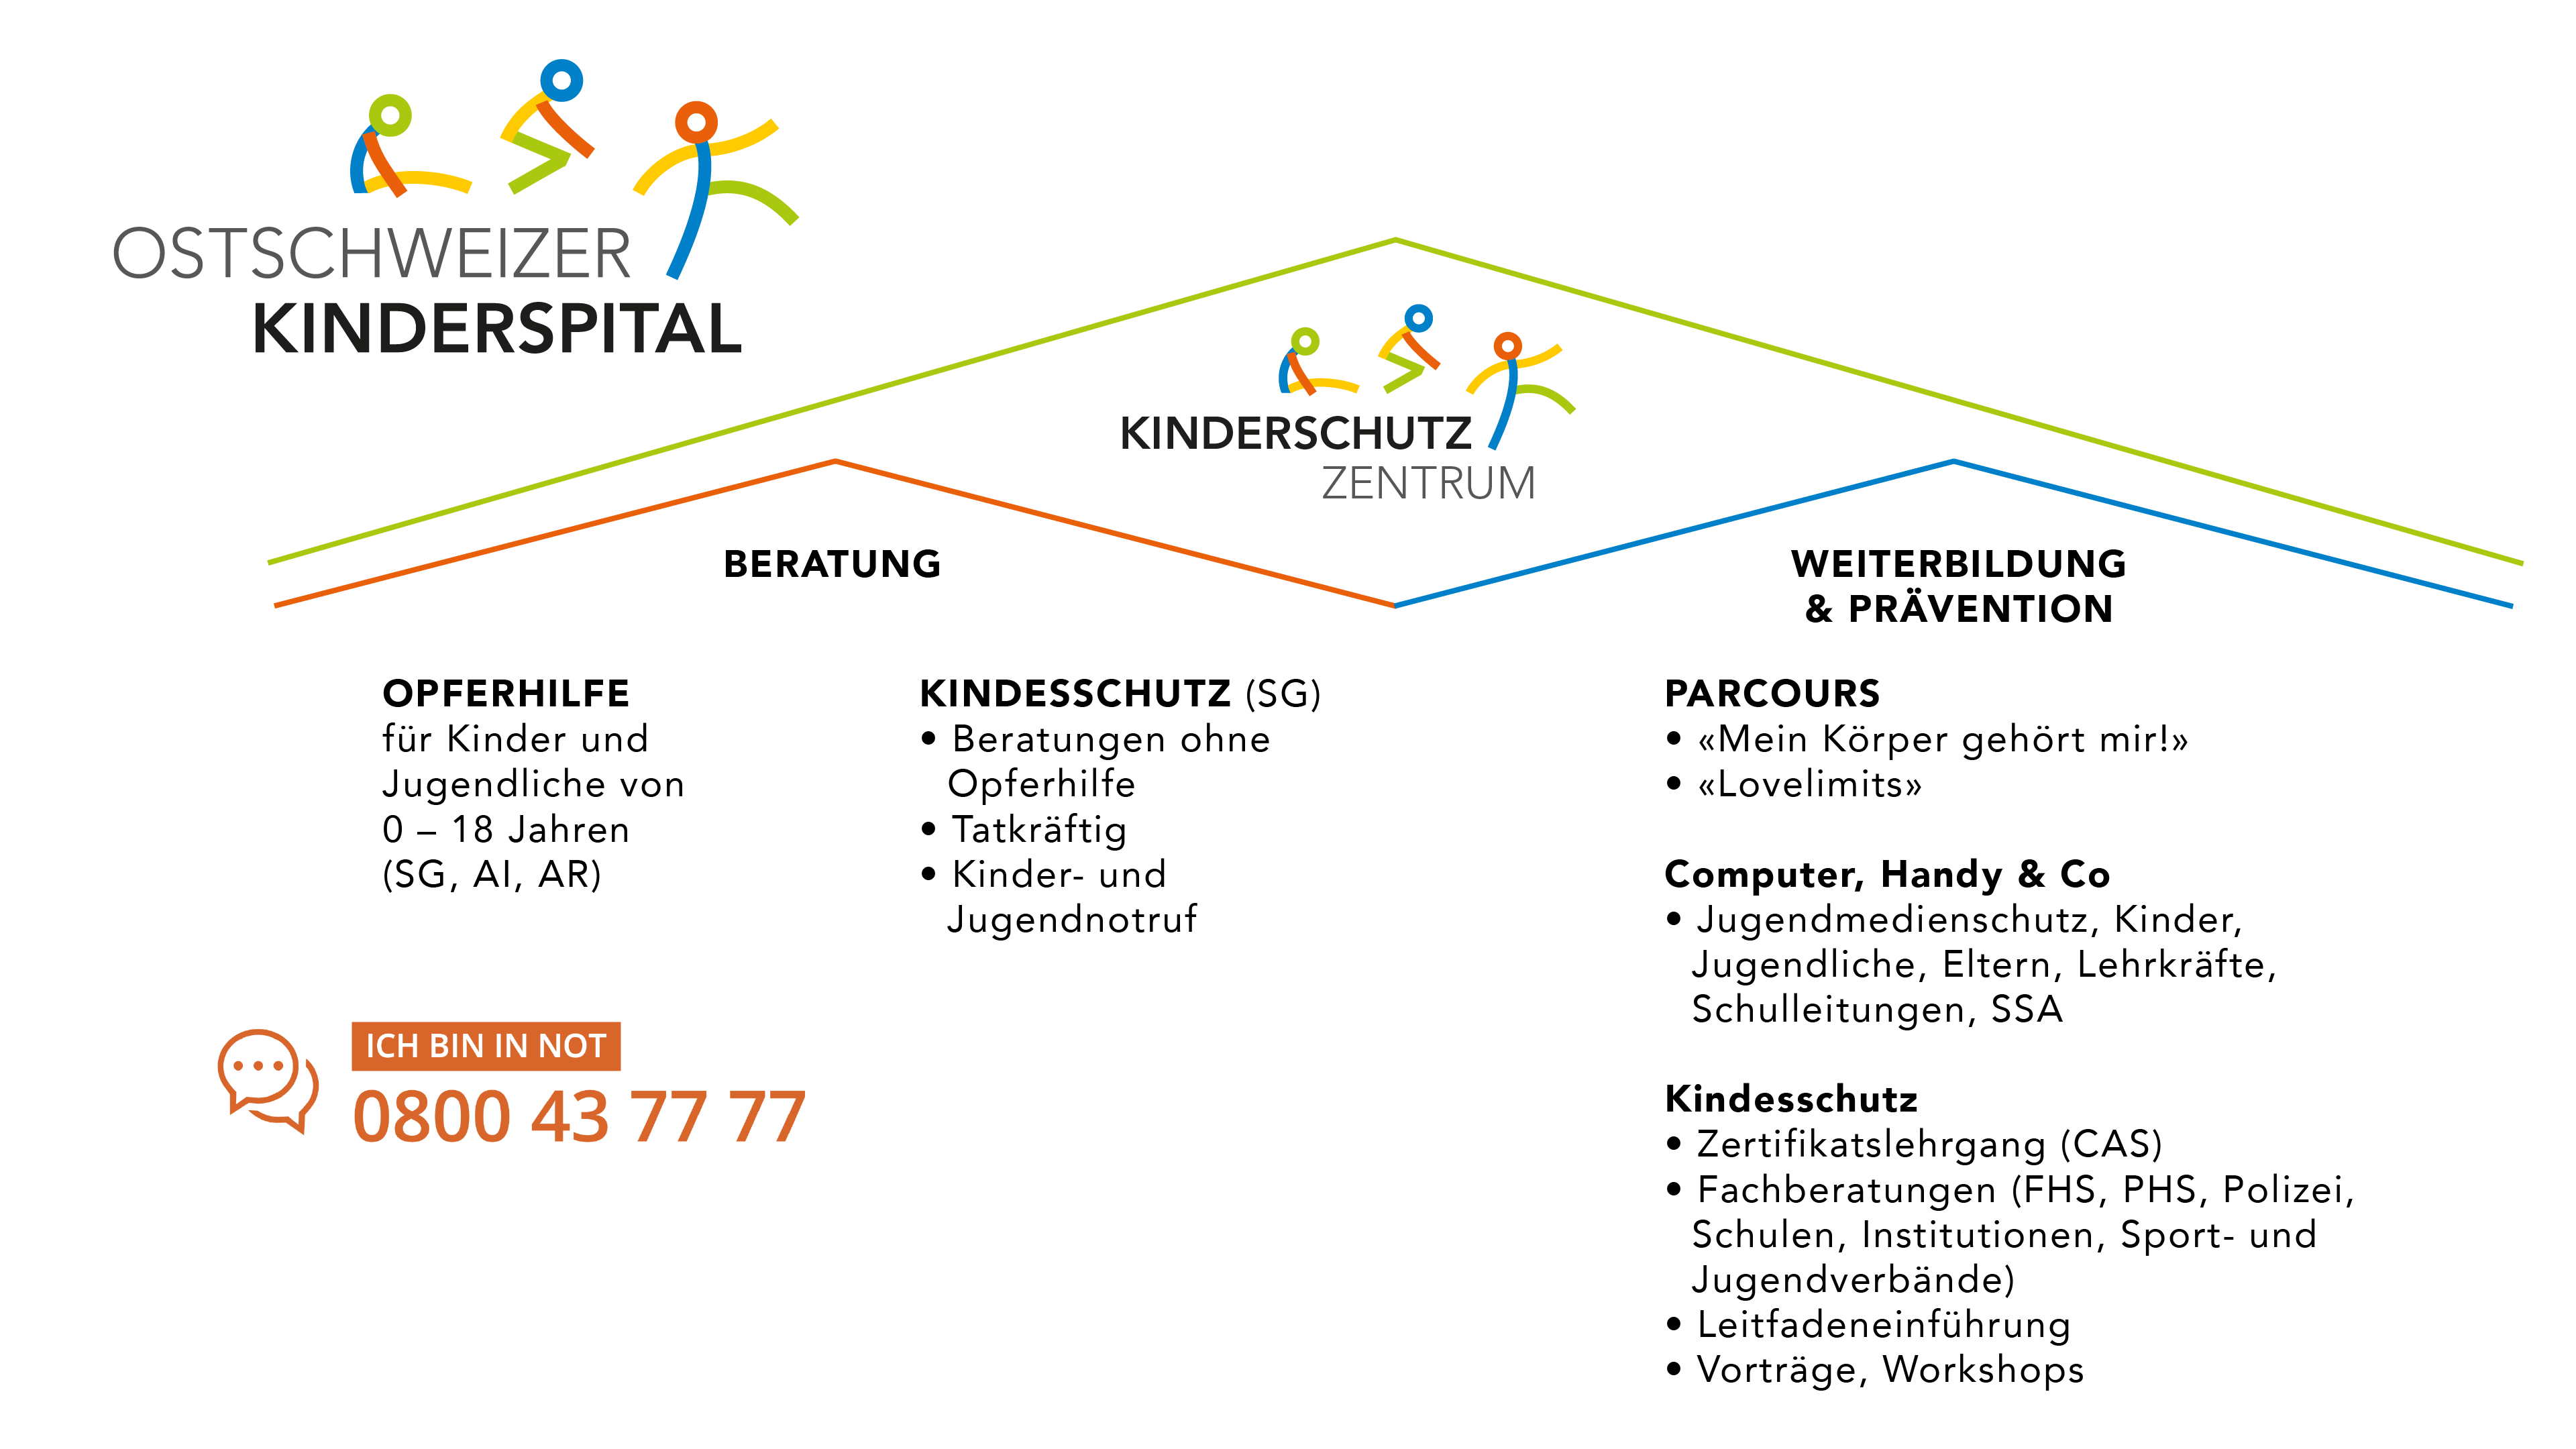 OSTSCHWEIZER
KINDERSPITAL
KINDERSCHUTZ
ZENTRUM
BERATUNG
OPFERHILFE
für Kinder und
Jugendliche von
0 – 18 Jahren
(SG, AI, AR)
KINDESSCHUTZ (SG)
• Beratungen ohne
Opferhilfe
• Tatkräftig
• Kinder- und
Jugendnotruf
ICH BIN IN NOT
0800 43 77 77
WEITERBILDUNG
& PRÄVENTION
PARCOURS
• «Mein Körper gehört mir!»
• «Lovelimits»
Computer, Handy & Co
• Jugendmedienschutz, Kinder,
Jugendliche, Eltern, Lehrkräfte,
Schulleitungen, SSA
Kindesschutz
• Zertifikatslehrgang (CAS)
• Fachberatungen (FHS, PHS, Polizei,
Schulen, Institutionen, Sport- und
Jugendverbände)
• Leitfadeneinführung
• Vorträge, Workshops